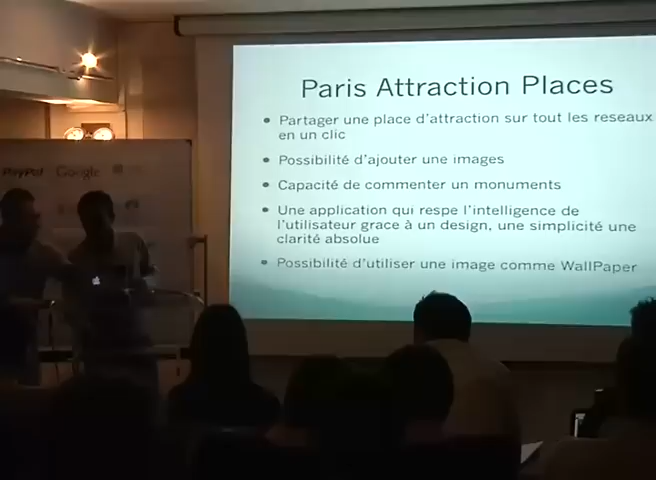 Paris Attraction Places
• Partager une place d'attraction sur tout les reseaux
en un clic
• Possibilité d'ajouter une images
• Capacité de commenter un monuments
• Une application qui respe l'intelligence de
l'utilisateur grace à un design, une simplicité une
clarité absolue
• Possibilité d'utiliser une image comme WallPaper
PayPal Google